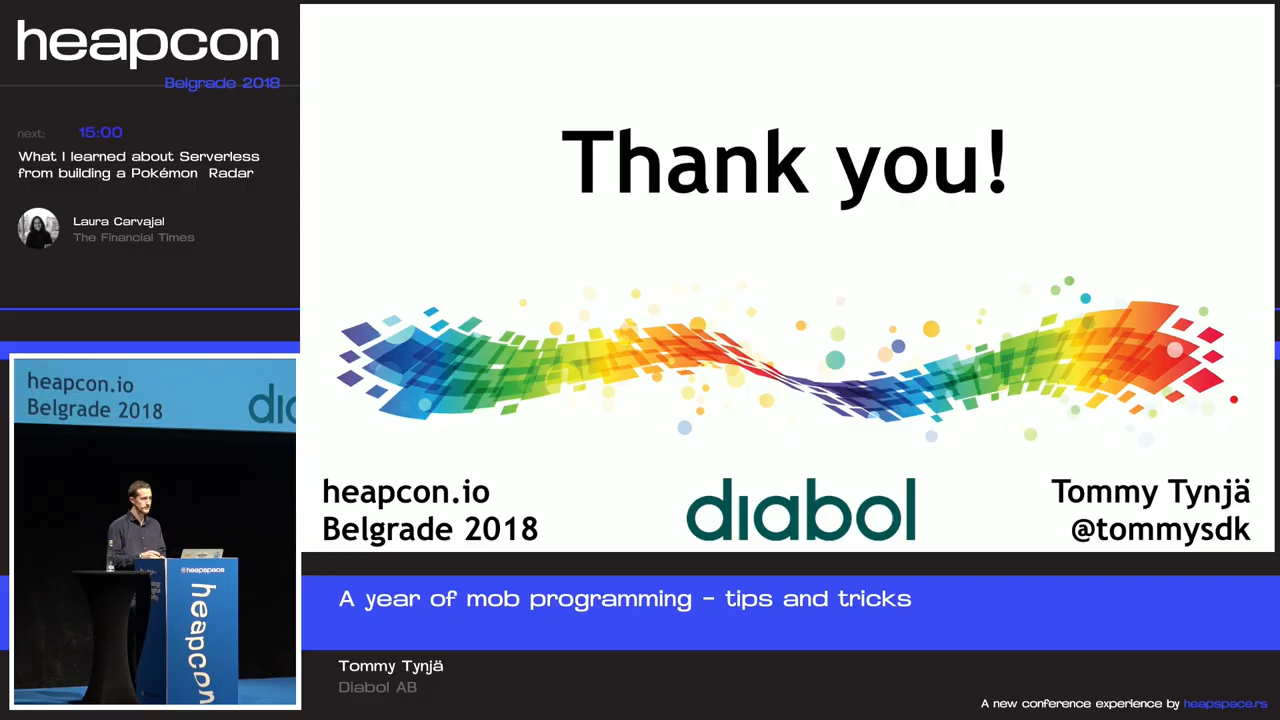 heapcon
Belgrade 2018
next: 15:00
What I learned about Serverless
from building a Pokémon Radar
Laura Carvajal
The Financial Times
Thank you!
heapcon.io
Belgrade 2018
diabol
Tommy Tynjä
@tommysdk
heapcon.io
Belgrade 2018
@heapspace
heapcon
A year of mob programming - tips and tricks
Tommy Tynjä
Diabol AB
A new conference experience by heapspace.rs